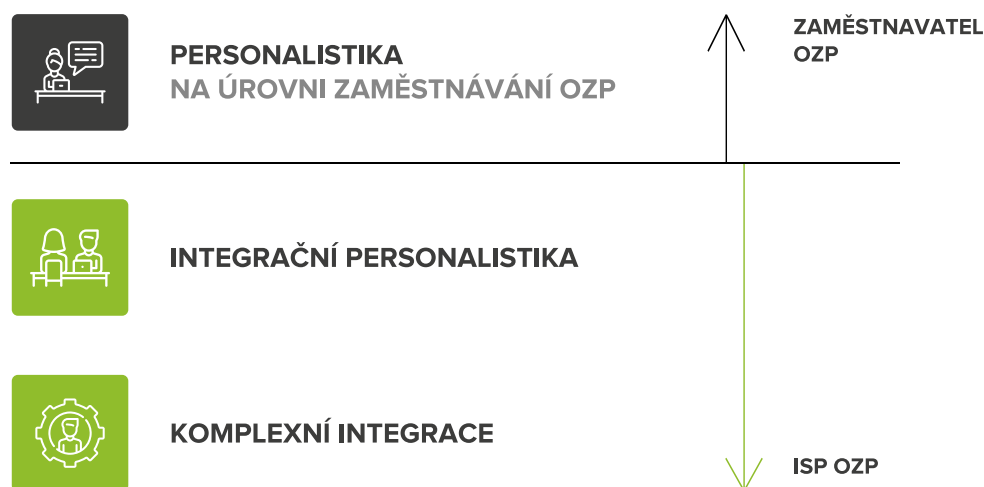 PERSONALISTIKA
NA ÚROVNI ZAMĚSTNÁVÁNÍ OZP
ZAMĚSTNAVATEL
OZP
INTEGRAČNÍ PERSONALISTIKA
KOMPLEXNÍ INTEGRACE
ISP OZP